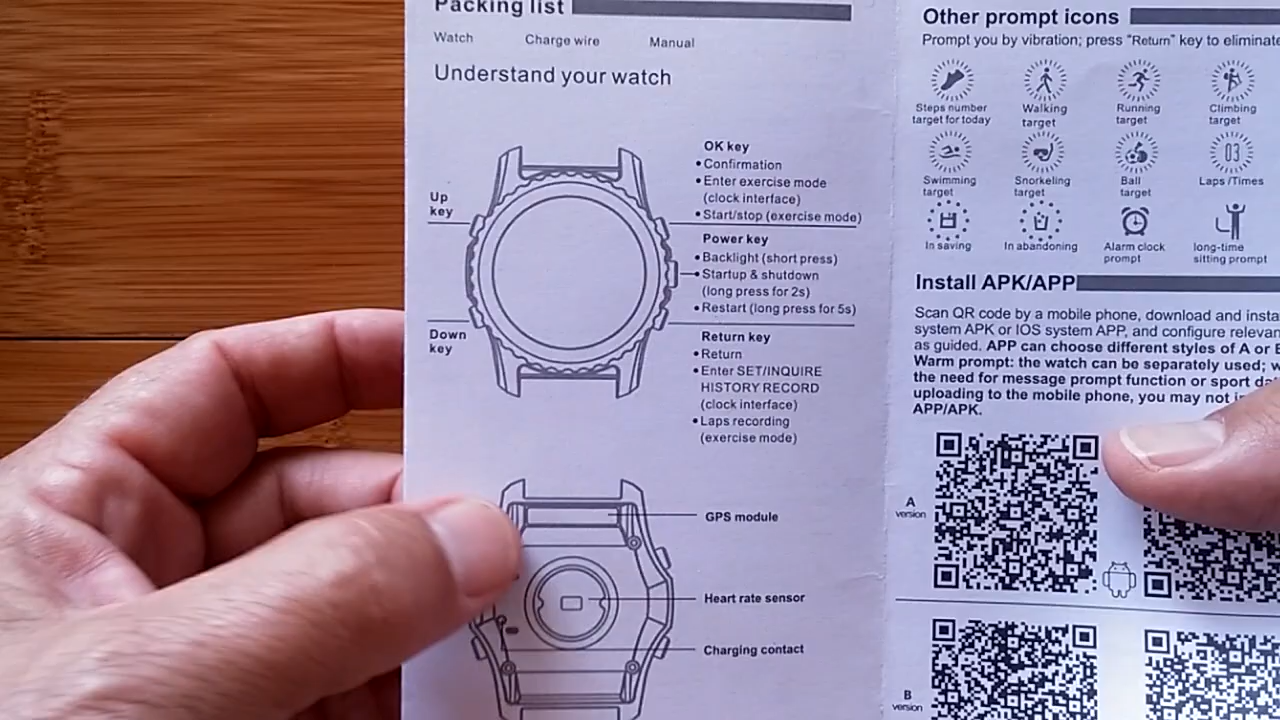 Packing list
Watch Charge wire Manual
Understand your watch
Up
key
Down
key
OK key
• Confirmation
• Enter exercise mode
(clock interface)
• Start/stop (exercise mode)
Power key
• Backlight (short press)
• Startup & shutdown
(long press for 2s)
• Restart (long press for 5s)
Return key
• Return
• Enter SET/INQUIRE
HISTORY RECORD
(clock interface)
• Laps recording
(exercise mode)
GPS module
Heart rate sensor
Charging contact
Other prompt icons
Prompt you by vibration; press “Return” key to eliminate
Steps number
target for today
Walking
target
Running
target
Climbing
target
Swimming
target
Snorkeling
target
Ball
target
03
Laps /Times
In saving
In abandoning
Alarm clock
prompt
long-time
sitting prompt
Install APK/APP
Scan QR code by a mobile phone, download and insta
system APK or IOS system APP, and configure relevan
as guided. APP can choose different styles of A or B
Warm prompt: the watch can be separately used; w
the need for message prompt function or sport da
uploading to the mobile phone, you may not
APP/APK.
A
version
B
version